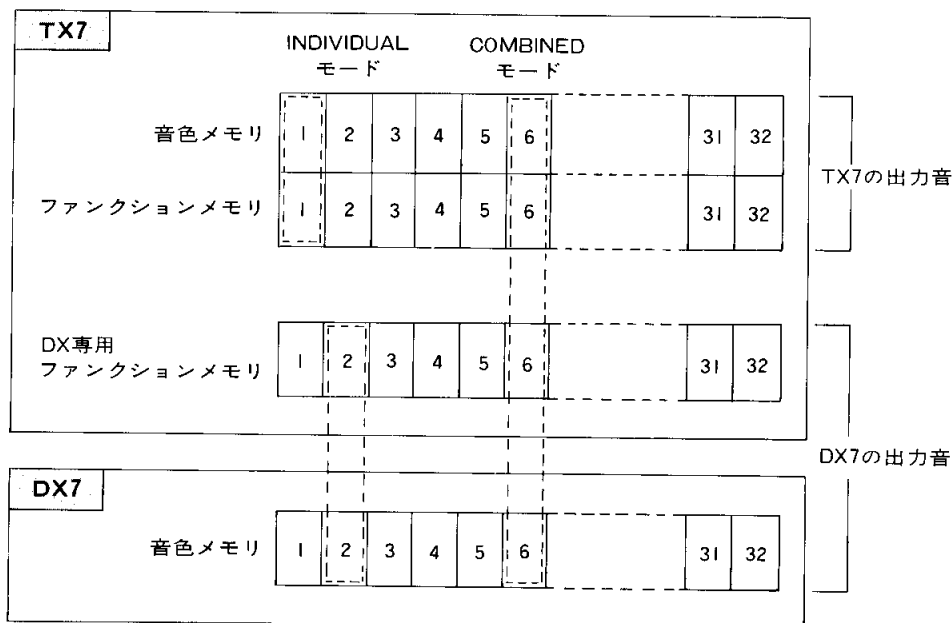 TX7
INDIVIDUAL
モード
COMBINED
モード
音色メモリ
1 2 3 4 5 6 31 32
ファンクションメモリ
1 2 3 4 5 6 31 32
TX7の出力音
DX専用
ファンクションメモリ
1 2 3 4 5 6 31 32
DX7の出力音
DX7
音色メモリ
1 2 3 4 5 6 31 32